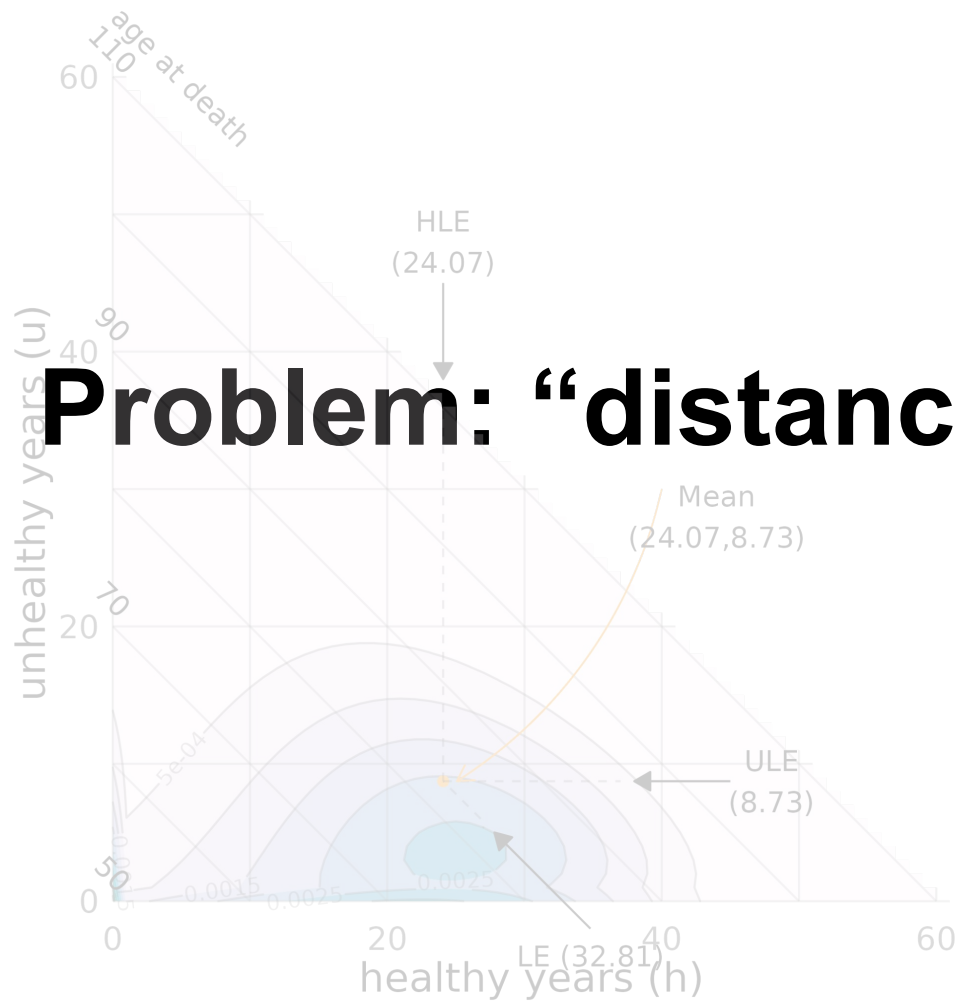 age at death
110
60
HLE
(24.07)
90
40
Problem: “distanc
unhealthy years (u)
Mean
(24.07,8.73)
70
20
5e-04
ULE
(8.73)
50
0.0015
0.0025
0.0025
0
0
20
40
60
LE (32.81)
healthy years (h)